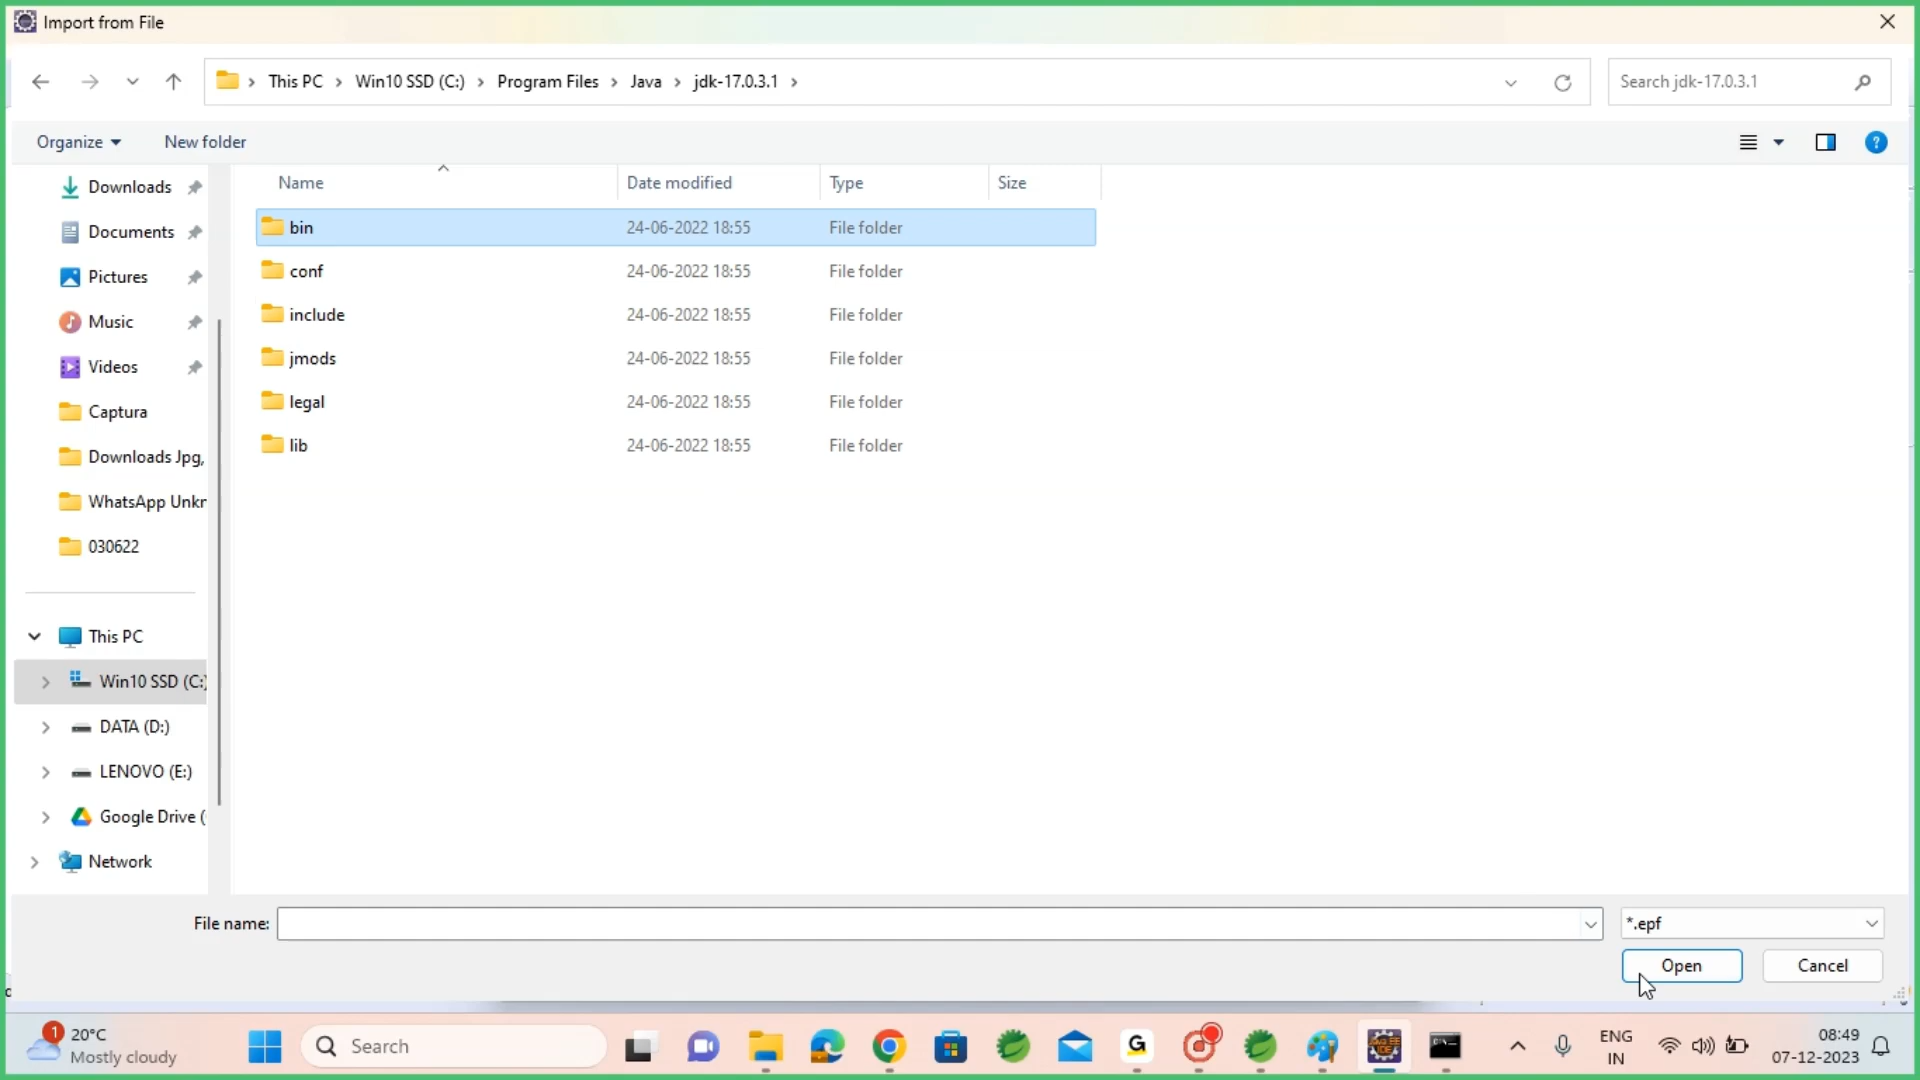 Import from File
This PC
Win10 SSD (C:)
Program Files
Java
jdk-17.0.3.1
Search jdk-17.0.3.1
Organize
New folder
Name
Date modified
Type
Size
Downloads
Documents
Pictures
Music
Videos
Captura
Downloads Jpg,
WhatsApp Unkr
030622
This PC
Win10 SSD (C:)
DATA (D:)
LENOVO (E:)
Google Drive (
Network
bin 24-06-2022 18:55 File folder
conf 24-06-2022 18:55 File folder
include 24-06-2022 18:55 File folder
jmods 24-06-2022 18:55 File folder
legal 24-06-2022 18:55 File folder
lib 24-06-2022 18:55 File folder
File name:
*.epf
Open
Cancel
1
20°C
Mostly cloudy
Search
G
ENG
IN
08:49
07-12-2023